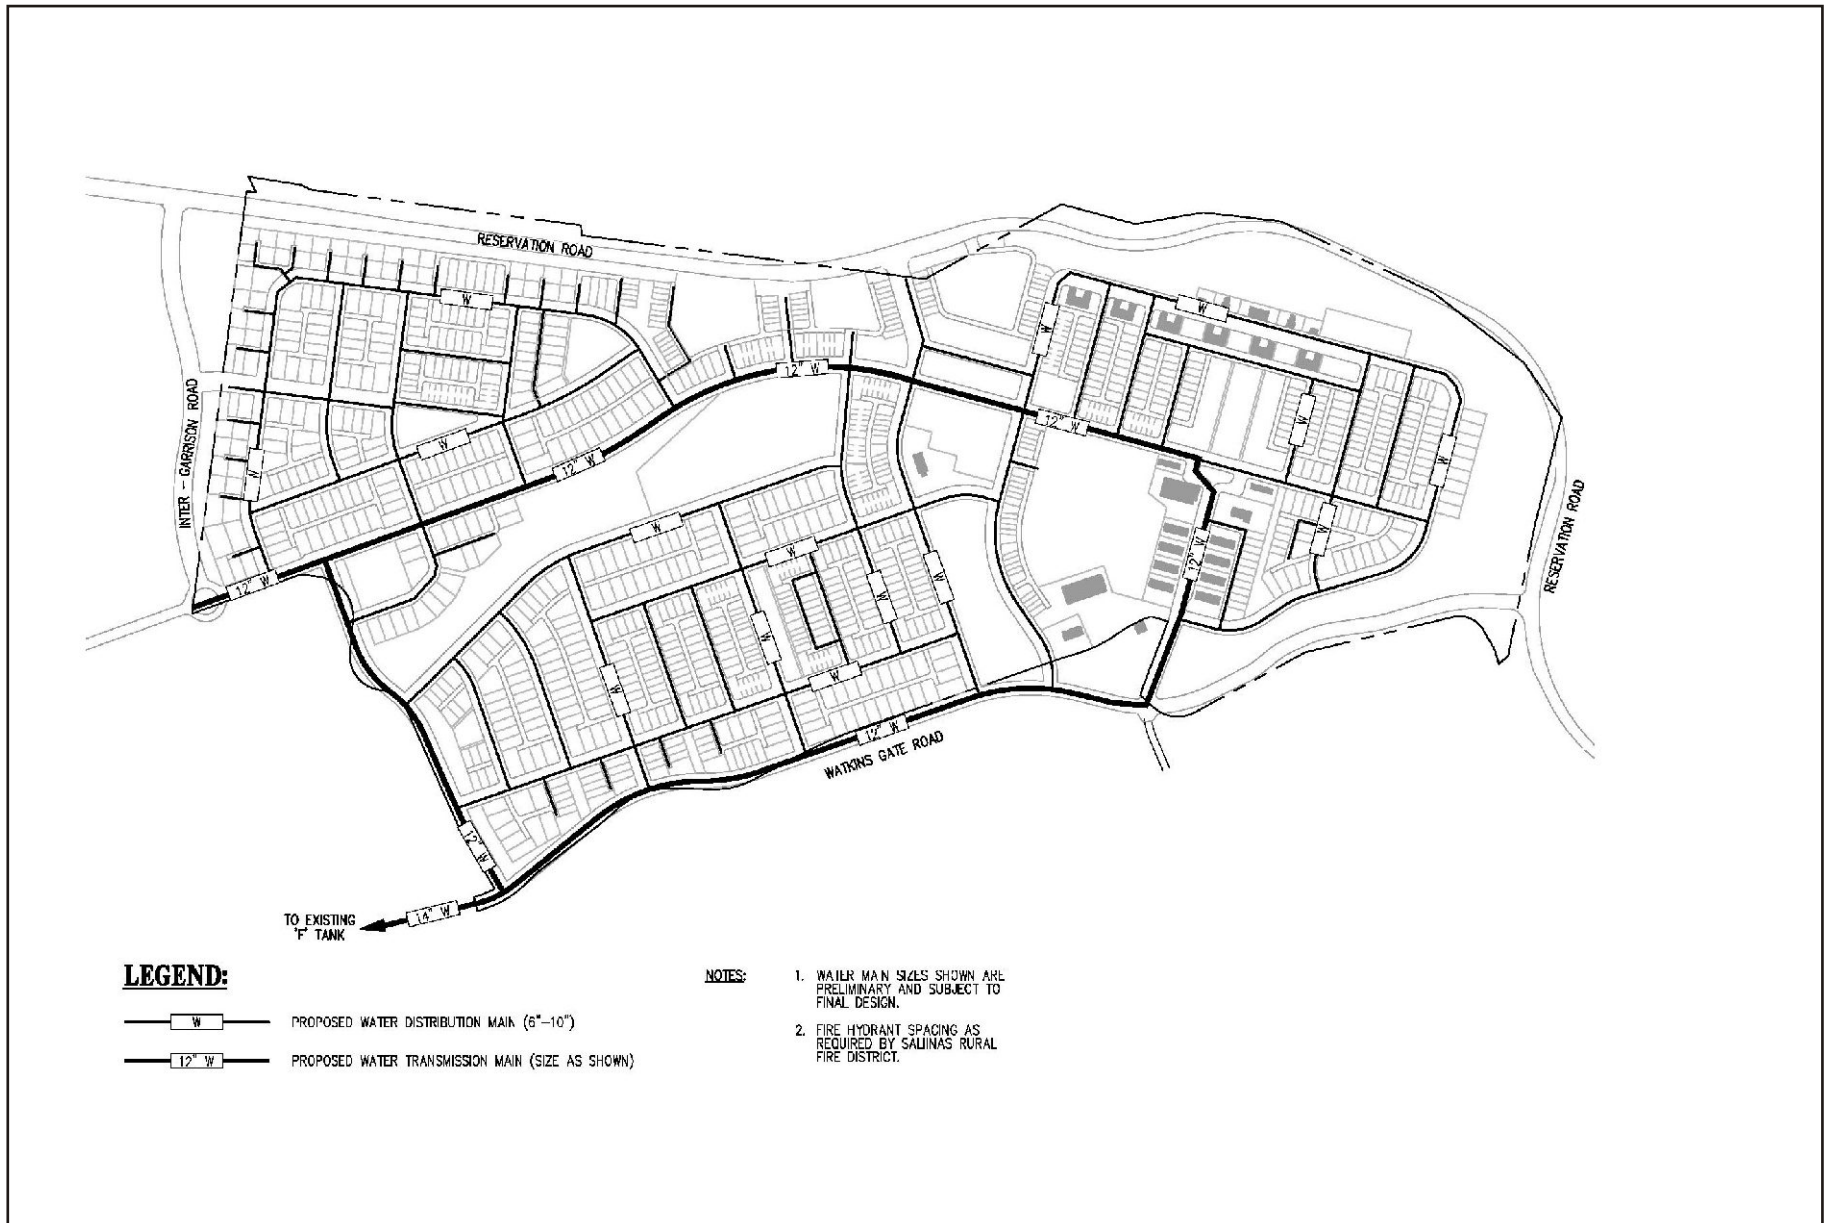 RESERVATION ROAD
W
W
W
W
12" W
12" W
W
W
INTER - GARRISON ROAD
W
12" W
W
W
W
RESERVATION ROAD
12" W
12" W
W
W
W
W
W
W
12" W
WATKINS GATE ROAD
12" W
14" W
TO EXISTING
'F' TANK
LEGEND:
W PROPOSED WATER DISTRIBUTION MAIN (6"-10")
12" W PROPOSED WATER TRANSMISSION MAIN (SIZE AS SHOWN)
NOTES:
1. WATER MAIN SIZES SHOWN ARE
PRELIMINARY AND SUBJECT TO
FINAL DESIGN.
2. FIRE HYDRANT SPACING AS
REQUIRED BY SALINAS RURAL
FIRE DISTRICT.